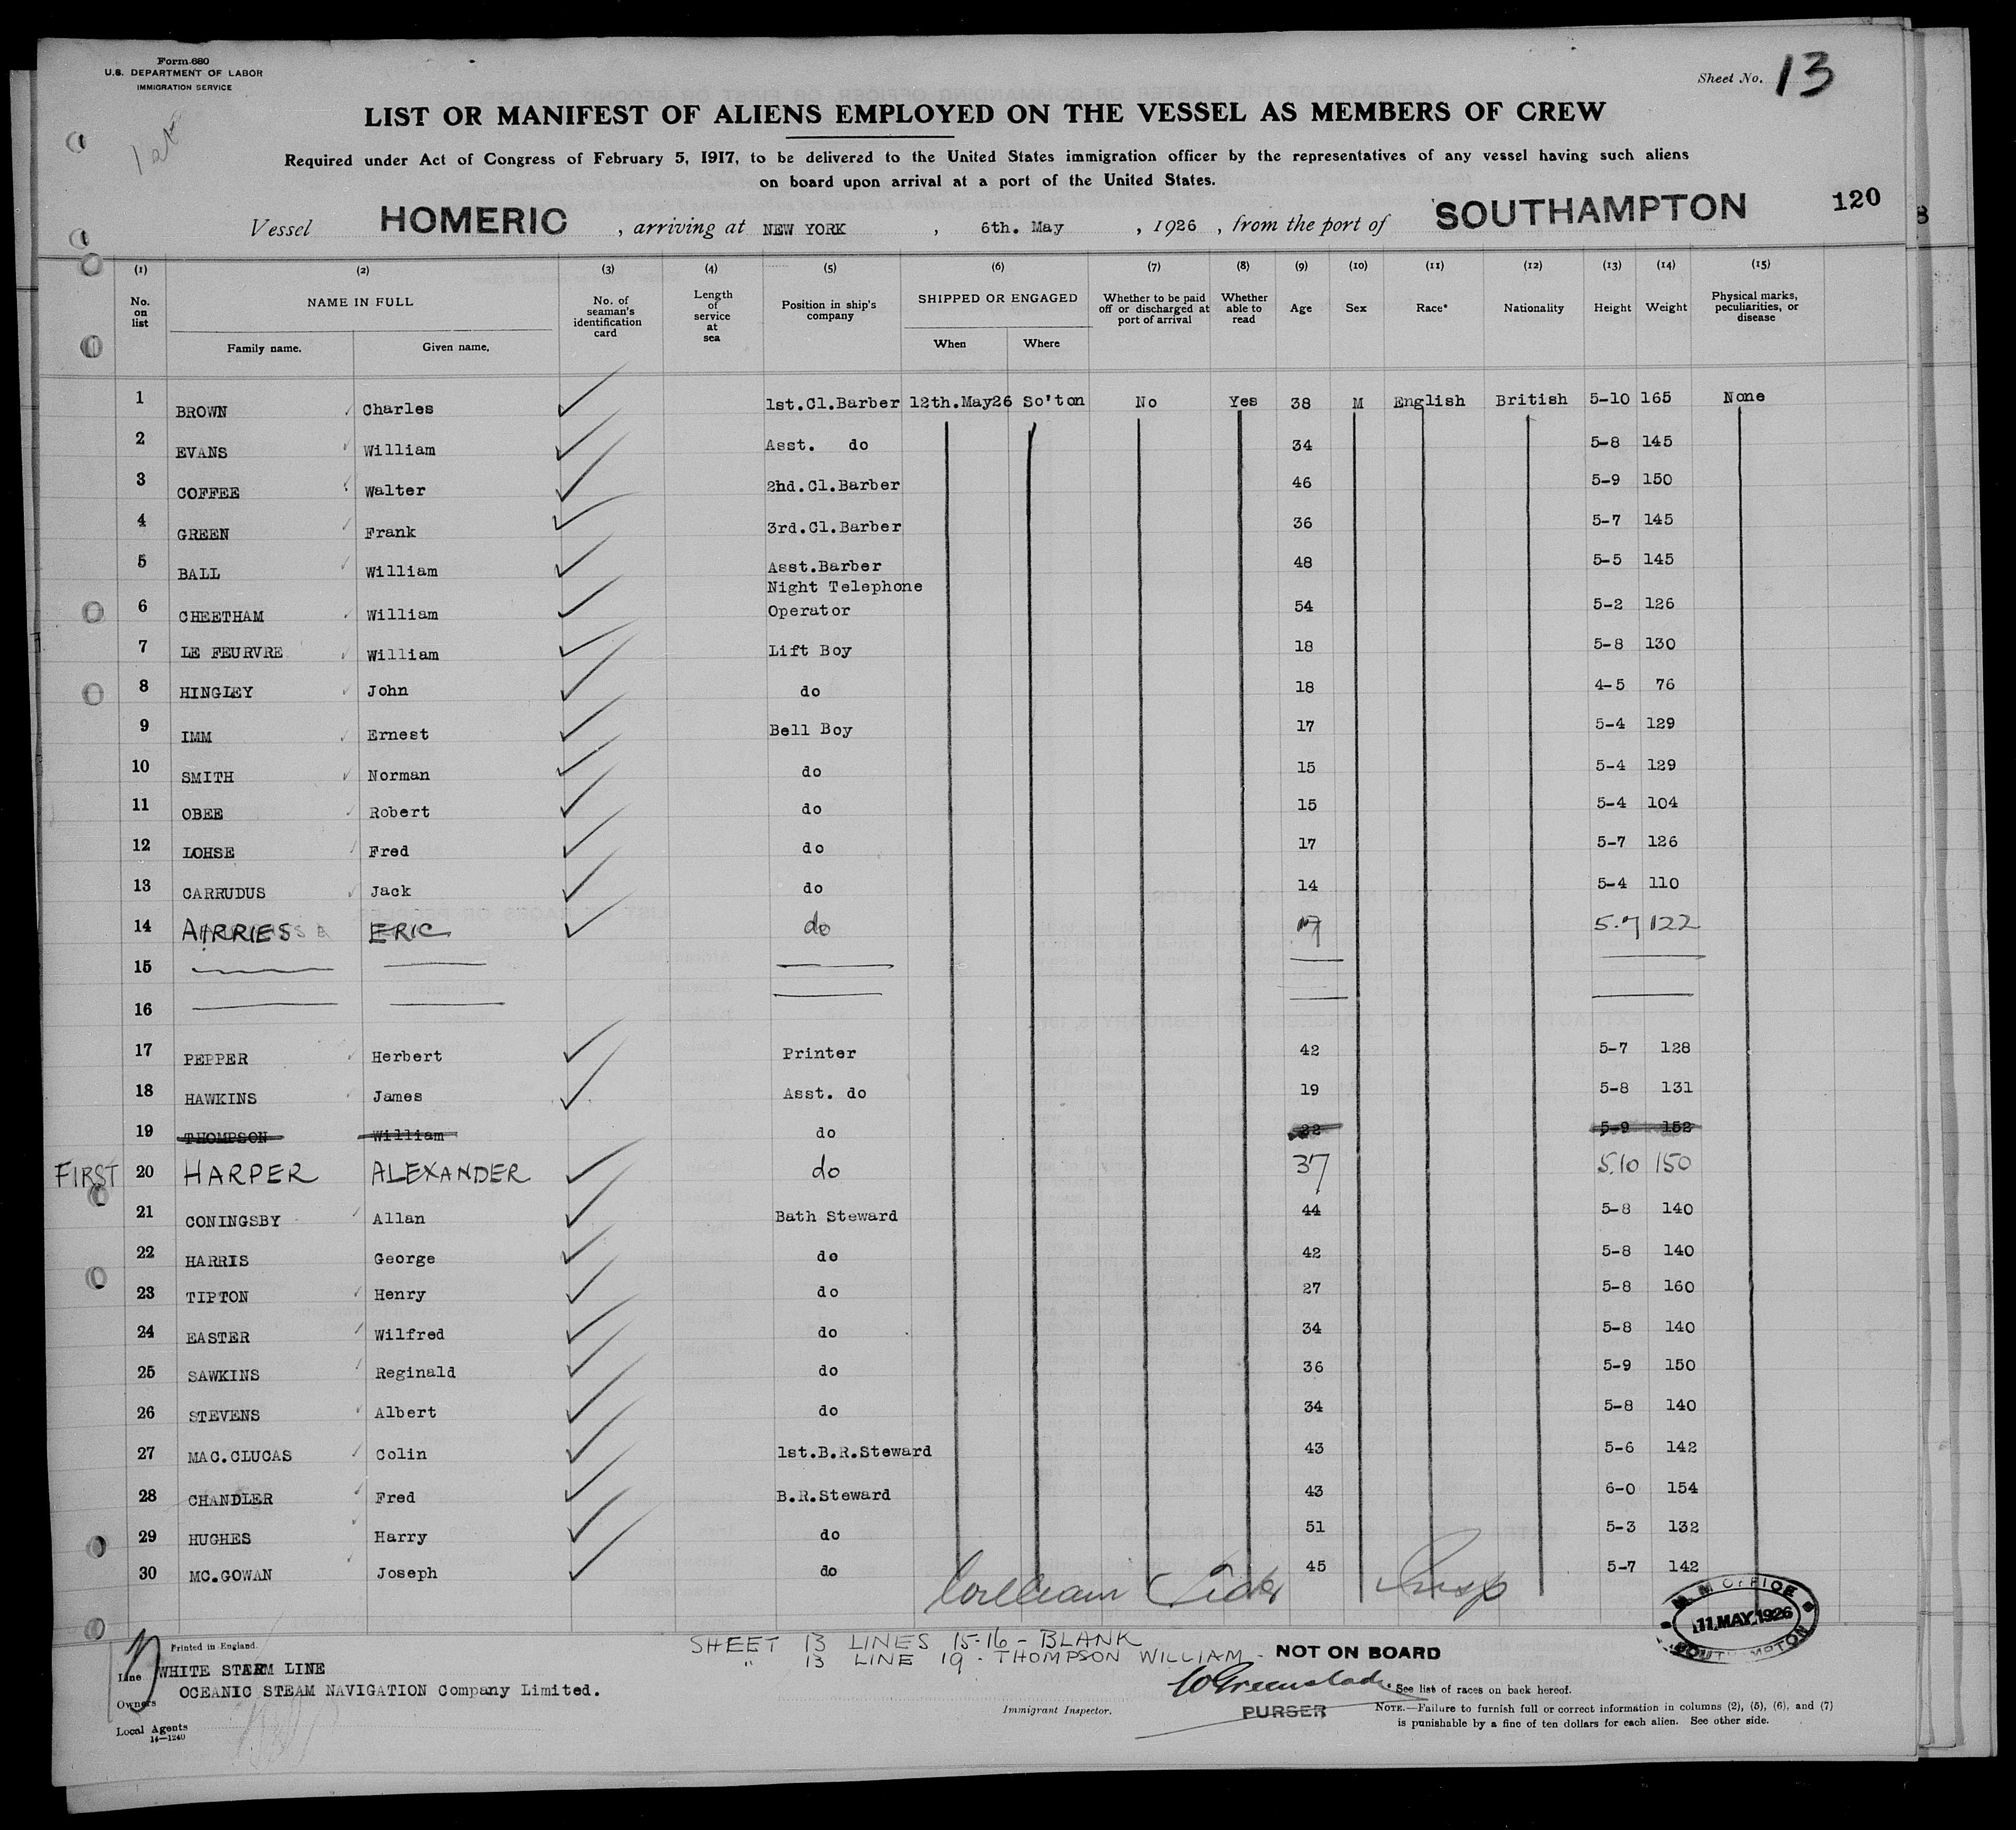 Form 680
U.S. DEPARTMENT OF LABOR
IMMIGRATION SERVICE
Sheet No. 13
1st
LIST OR MANIFEST OF ALIENS EMPLOYED ON THE VESSEL AS MEMBERS OF CREW
Required under Act of Congress of February 5, 1917, to be delivered to the United States immigration officer by the representatives of any vessel having such aliens
on board upon arrival at a port of the United States.
120
Vessel HOMERIC , arriving at NEW YORK , 6th. May , 1926 , from the port of SOUTHAMPTON
(1) (2) (3) (4) (5) (6) (7) (8) (9) (10) (11) (12) (13) (14) (15)
No. on list NAME IN FULL Family name. Given name. No. of seaman's identification card Length of service at sea Position in ship's company SHIPPED OR ENGAGED When Where Whether to be paid off or discharged at port of arrival Whether able to read Age Sex Race* Nationality Height Weight Physical marks, peculiarities, or disease
1 BROWN Charles 1st.Cl.Barber 12th.May26 So'ton No Yes 38 M English British 5-10 165 None
2 EVANS William Asst. do 34 5-8 145
3 COFFEE Walter 2hd.Cl.Barber 46 5-9 150
4 GREEN Frank 3rd.Cl.Barber 36 5-7 145
5 BALL William Asst.Barber 48 5-5 145
6 CHEETHAM William Night Telephone Operator 54 5-2 126
7 LE FEURVRE William Lift Boy 18 5-8 130
8 HINGLEY John do 18 4-5 76
9 IMM Ernest Bell Boy 17 5-4 129
10 SMITH Norman do 15 5-4 129
11 OBEE Robert do 15 5-4 104
12 LOHSE Fred do 17 5-7 126
13 CARRUDUS Jack do 14 5-4 110
14 AIRRIES ERIC do 17 5.7 122
15
16
17 PEPPER Herbert Printer 42 5-7 128
18 HAWKINS James Asst. do 19 5-8 131
19 THOMPSON William do 22 5-9 152
FIRST 20 HARPER ALEXANDER do 37 5.10 150
21 CONINGSBY Allan Bath Steward 44 5-8 140
22 HARRIS George do 42 5-8 140
23 TIPTON Henry do 27 5-8 160
24 EASTER Wilfred do 34 5-8 140
25 SAWKINS Reginald do 36 5-9 150
26 STEVENS Albert do 34 5-8 140
27 MAC.CLUCAS Colin 1st.B.R.Steward 43 5-6 142
28 CHANDLER Fred B.R.Steward 43 6-0 154
29 HUGHES Harry do 51 5-3 132
30 MC.GOWAN Joseph do 45 5-7 142
William Insp
M. M OFFICE
11.MAY.1926
SOUTHAMPTON
SHEET 13 LINES 15-16 - BLANK
" 13 LINE 19 - THOMPSON WILLIAM - NOT ON BOARD
Printed in England.
Line WHITE STAR LINE
Owners OCEANIC STEAM NAVIGATION Company Limited.
Local Agents
14—1240
Immigrant Inspector.
PURSER
* See list of races on back hereof.
NOTE.—Failure to furnish full or correct information in columns (2), (5), (6), and (7)
is punishable by a fine of ten dollars for each alien. See other side.